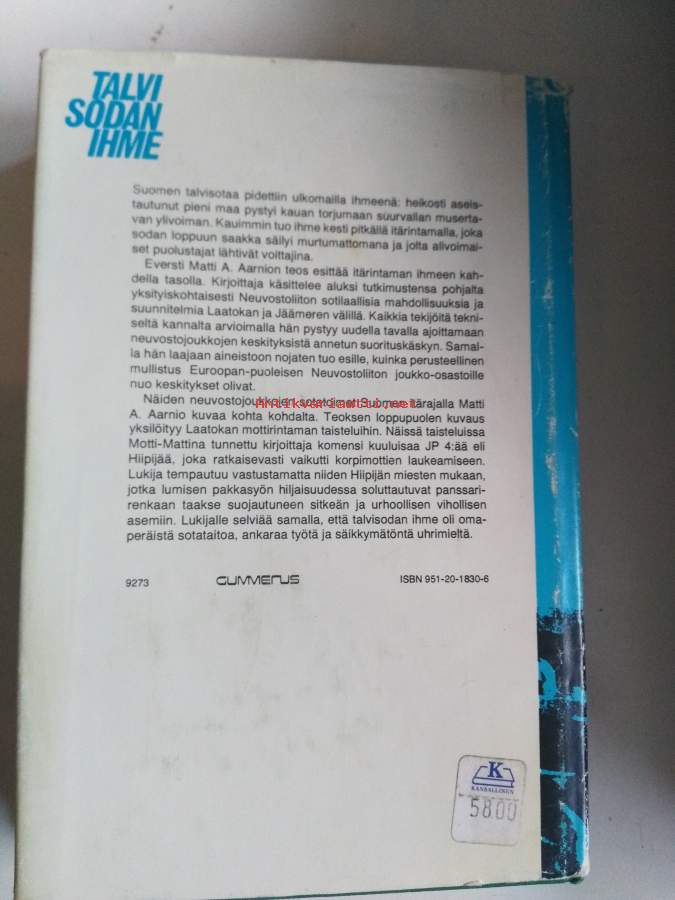 TALVI
SODAN
IHME
Suomen talvisotaa pidettiin ulkomailla ihmeenä: heikosti aseis-
tautunut pieni maa pystyi kauan torjumaan suurvallan muserta-
van ylivoiman. Kauimmin tuo ihme kesti pitkällä itärintamalla, joka
sodan loppuun saakka säilyi murtumattomana ja jolta alivoimai-
set puolustajat lähtivät voittajina.
Eversti Matti A. Aarnion teos esittää itärintaman ihmeen kah-
della tasolla. Kirjoittaja käsittelee aluksi tutkimustensa pohjalta
yksityiskohtaisesti Neuvostoliiton sotilaallisia mahdollisuuksia ja
suunnitelmia Laatokan ja Jäämeren välillä. Kaikkia tekijöitä tekni-
seltä kannalta arvioimalla hän pystyy uudella tavalla ajoittamaan
neuvostojoukkojen keskityksistä annetun suorituskäskyn. Samal-
la hän laajaan aineistoon nojaten tuo esille, kuinka perusteellinen
mullistus Euroopan-puoleisen Neuvostoliiton joukko-osastoille
nuo keskitykset olivat.
Näiden neuvostojoukkojen sotatoimet Suomen itärajalla Matti
antikvariaatti.net
A. Aarnio kuvaa kohta kohdalta. Teoksen loppupuolen kuvaus
yksilöityy Laatokan mottirintaman taisteluihin. Näissä taisteluissa
Motti-Mattina tunnettu kirjoittaja komensi kuuluisaa JP 4:ää eli
Hiipijää, joka ratkaisevasti vaikutti korpimottien laukeamiseen.
Lukija tempautuu vastustamatta niiden Hiipijän miesten mukaan,
jotka lumisen pakkasyön hiljaisuudessa soluttautuvat panssari-
renkaan taakse suojautuneen sitkeän ja urhoollisen vihollisen
asemiin. Lukijalle selviää samalla, että talvisodan ihme oli oma-
peräistä sotataitoa, ankaraa työtä ja säikkymätöntä uhrimieltä.
9273 GUMMERUS ISBN 951-20-1830-6
K
KANSALLINEN
58.00